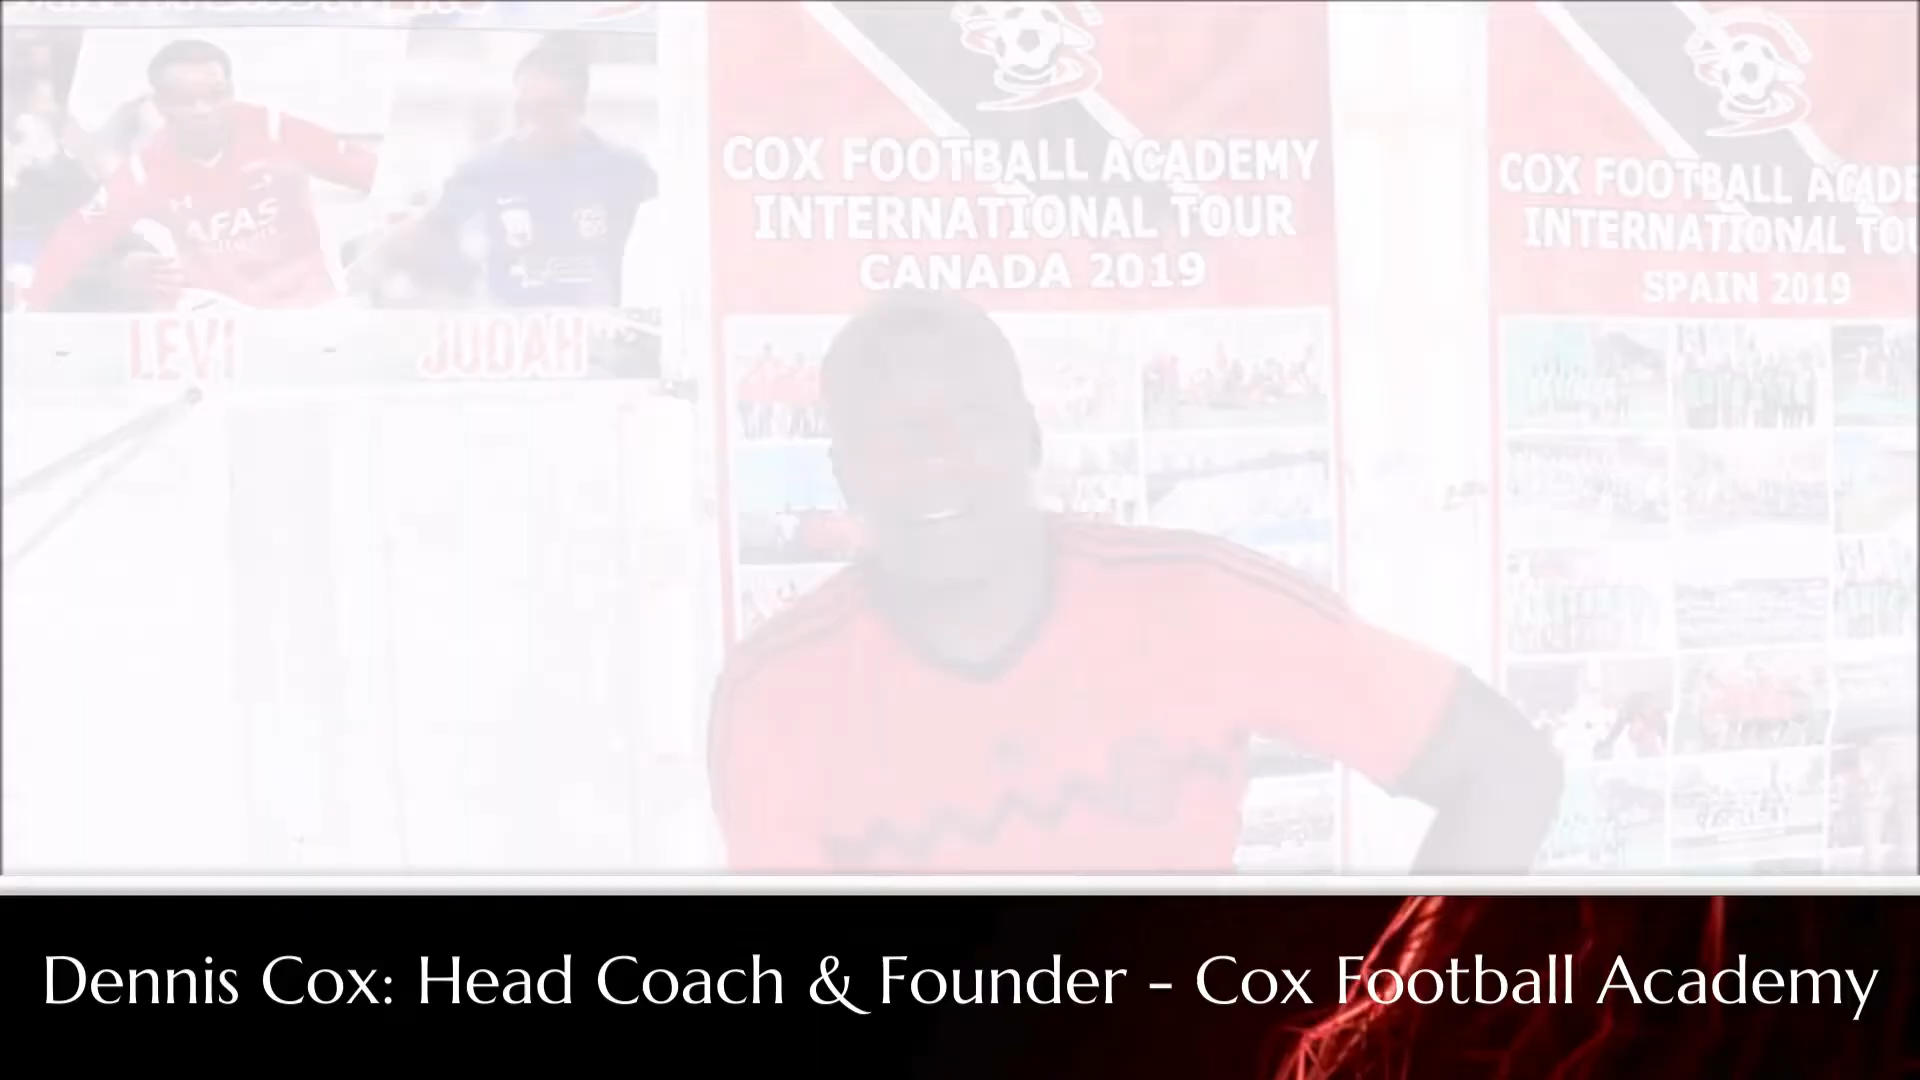 AFAS
LEVI
JUDAH
COX FOOTBALL ACADEMY
INTERNATIONAL TOUR
CANADA 2019
COX FOOTBALL ACADE
INTERNATIONAL TOU
SPAIN 2019
Dennis Cox: Head Coach & Founder - Cox Football Academy